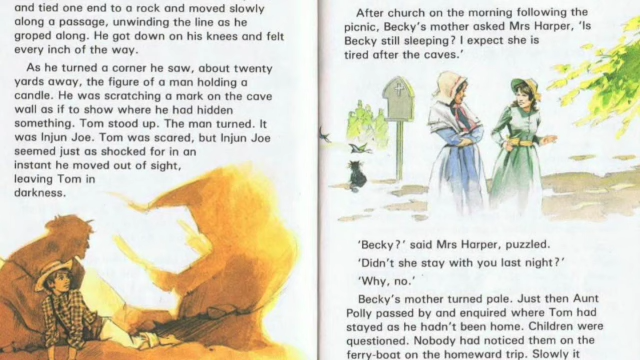 and tied one end to a rock and moved slowly
along a passage, unwinding the line as he
groped along. He got down on his knees and felt
every inch of the way.
As he turned a corner he saw, about twenty
yards away, the figure of a man holding a
candle. He was scratching a mark on the cave
wall as if to show where he had hidden
something. Tom stood up. The man turned. It
was Injun Joe. Tom was scared, but Injun Joe
seemed just as shocked for in an
instant he moved out of sight,
leaving Tom in
darkness.
After church on the morning following the
picnic, Becky's mother asked Mrs Harper, 'Is
Becky still sleeping? I expect she is
tired after the caves.'
'Becky?' said Mrs Harper, puzzled.
'Didn't she stay with you last night?'
'Why, no.'
Becky's mother turned pale. Just then Aunt
Polly passed by and enquired where Tom had
stayed as he hadn't been home. Children were
questioned. Nobody had noticed them on the
ferry-boat on the homeward trip. Slowly it